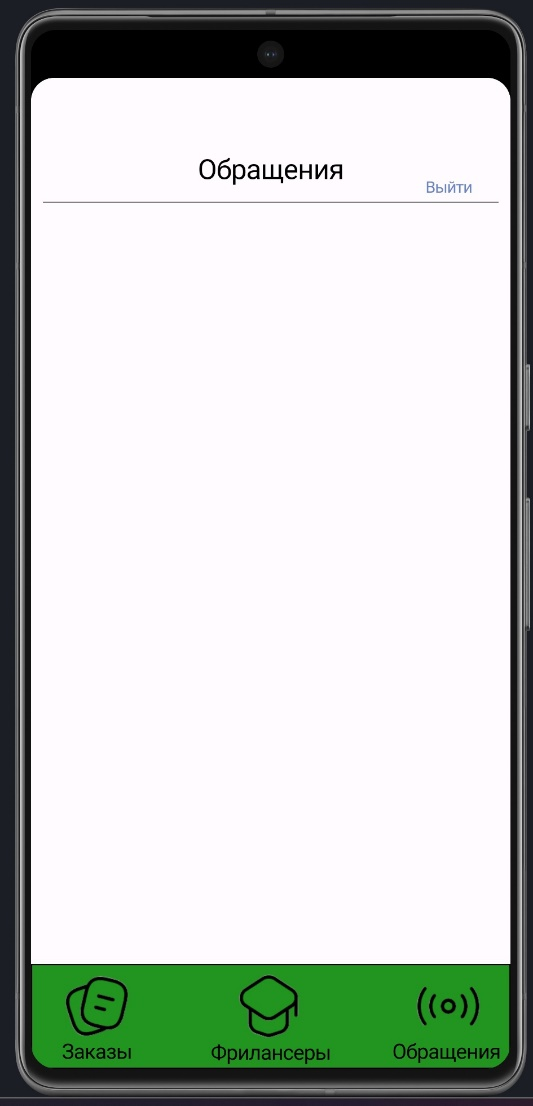 Обращения
Выйти
Заказы
Фрилансеры
Обращения